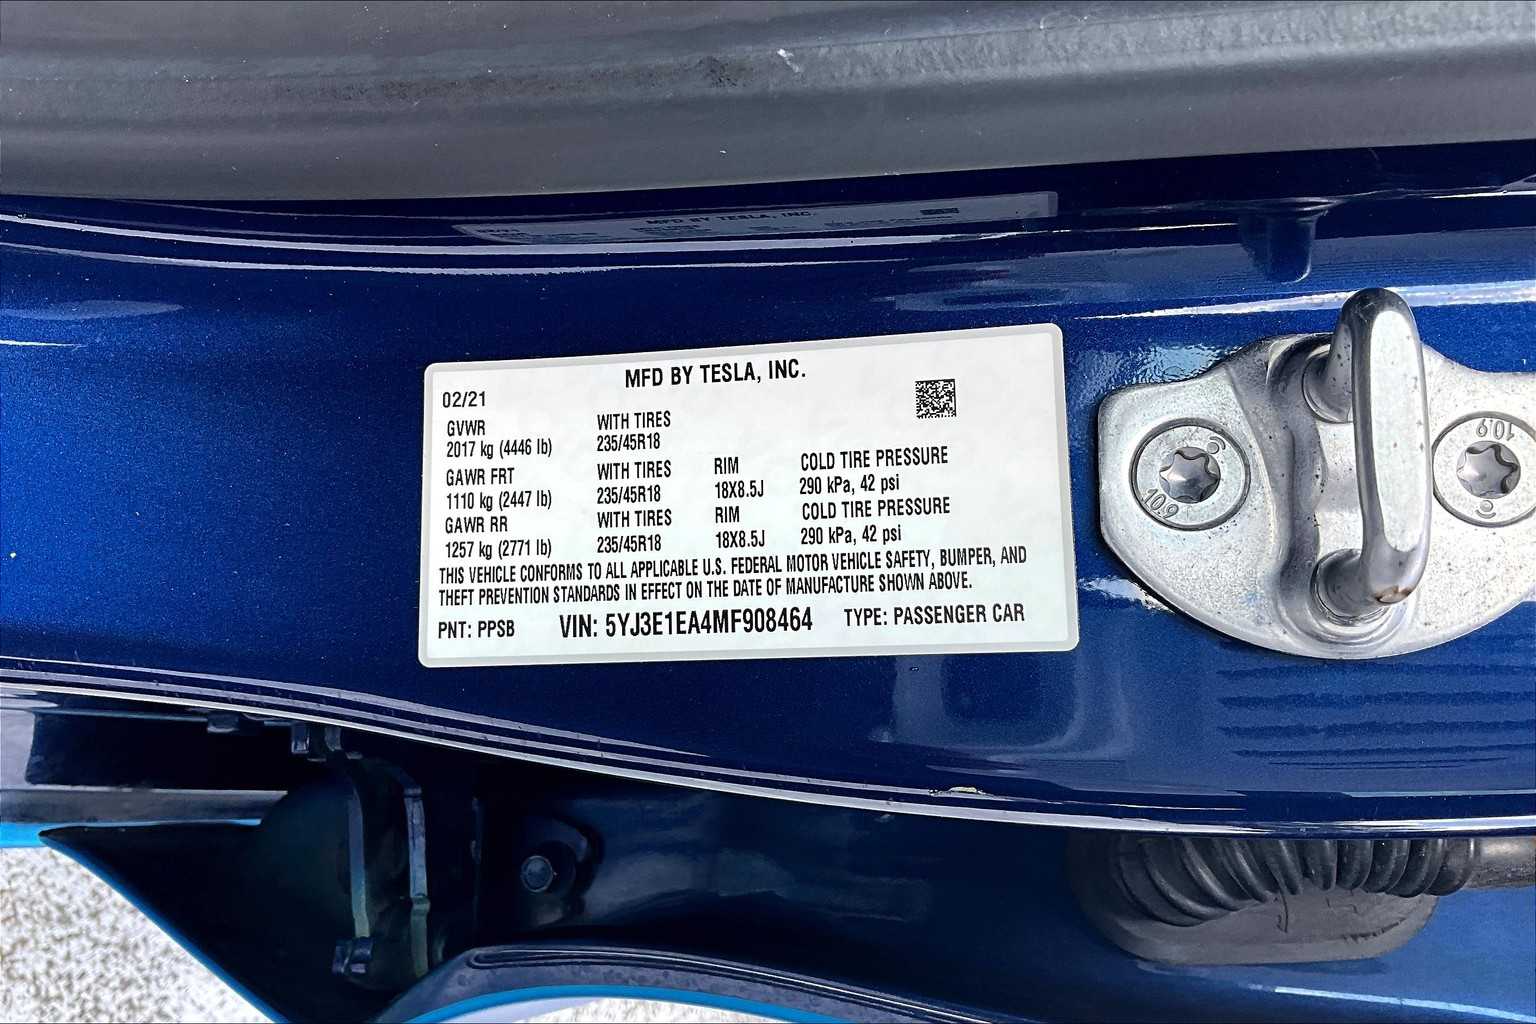 MFD BY TESLA, INC.
02/21
GVWR WITH TIRES
2017 kg (4446 lb) 235/45R18
GAWR FRT WITH TIRES RIM COLD TIRE PRESSURE
1110 kg (2447 lb) 235/45R18 18X8.5J 290 kPa, 42 psi
GAWR RR WITH TIRES RIM COLD TIRE PRESSURE
1257 kg (2771 lb) 235/45R18 18X8.5J 290 kPa, 42 psi
THIS VEHICLE CONFORMS TO ALL APPLICABLE U.S. FEDERAL MOTOR VEHICLE SAFETY, BUMPER, AND
THEFT PREVENTION STANDARDS IN EFFECT ON THE DATE OF MANUFACTURE SHOWN ABOVE.
PNT: PPSB VIN: 5YJ3E1EA4MF908464 TYPE: PASSENGER CAR
MFD BY TESLA, INC.
10.9
10.9